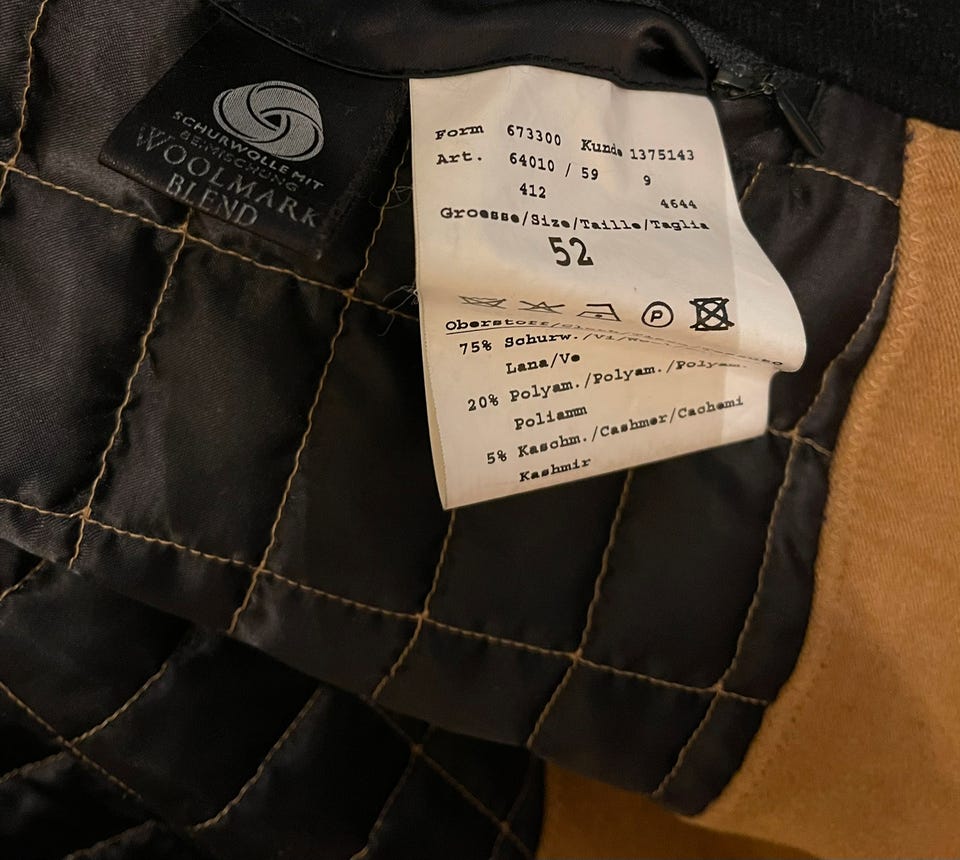 SCHURWOLLE MIT
BEIMISCHUNG
WOOLMARK
BLEND
Form 673300 Kunde 1375143
Art. 64010 / 59 9
412 4644
Groesse/Size/Taille/Taglia
52
P
Oberstoff/
75% Schurw./
Lana/Ve
20% Polyam./Polyam./Polyam.
Poliamm
5% Kaschm./Cashmer/Cachemi
Kashmir